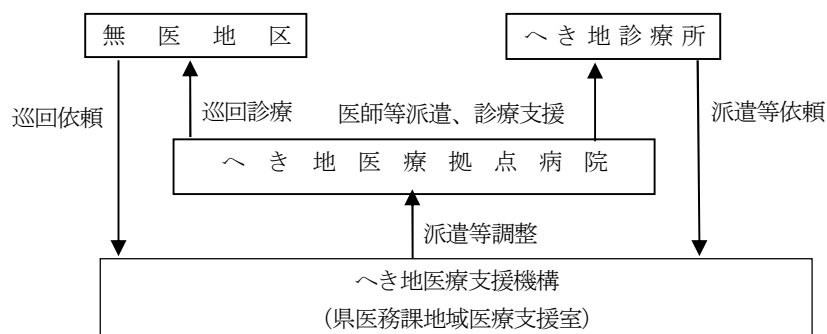 無医地区
へき地診療所
巡回依頼
巡回診療
医師等派遣、診療支援
派遣等依頼
へき地医療拠点病院
派遣等調整
へき地医療支援機構
（県医務課地域医療支援室）